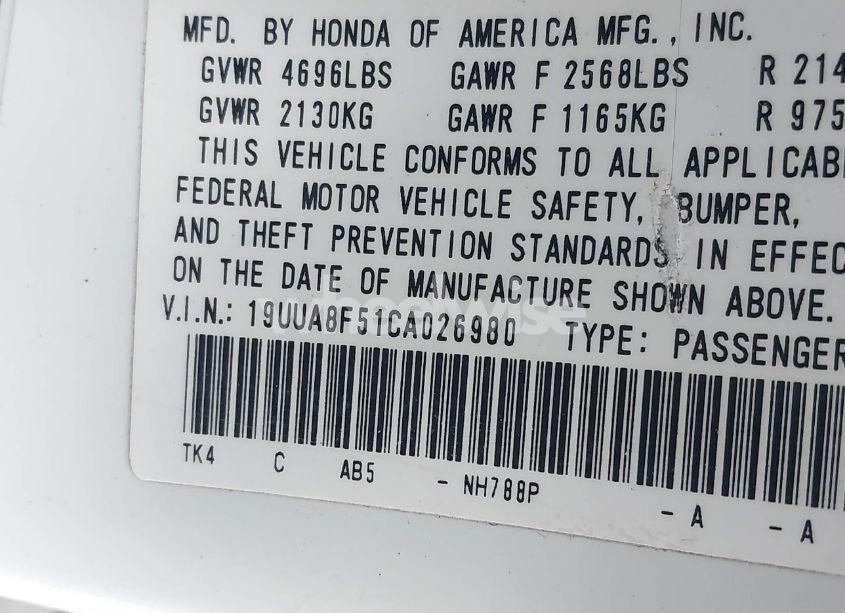 MFD. BY HONDA OF AMERICA MFG., INC.
GVWR 4696LBS GAWR F 2568LBS R 214
GVWR 2130KG GAWR F 1165KG R 975
THIS VEHICLE CONFORMS TO ALL APPLICAB
FEDERAL MOTOR VEHICLE SAFETY, BUMPER,
AND THEFT PREVENTION STANDARDS IN EFFEC
ON THE DATE OF MANUFACTURE SHOWN ABOVE.
V.I.N.: 19UUA8F51CA026980 TYPE: PASSENGER
TK4 C AB5 - NH788P - A - A